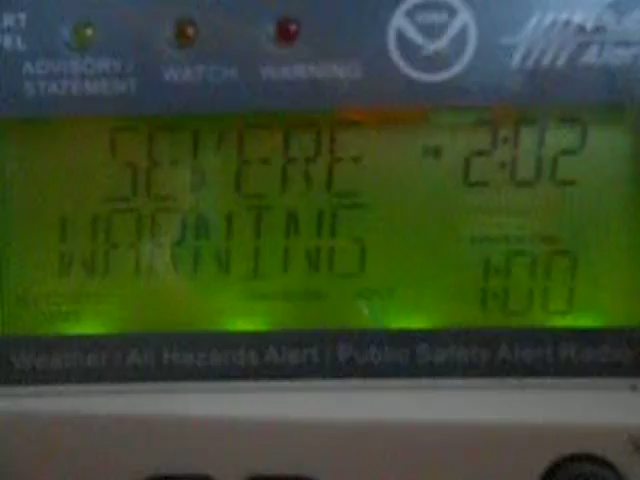 ADVISORY/
STATEMENT
WATCH
WARNING
SEVERE
2:02
WARNING
1:00
Weather / All Hazards Alert / Public Safety Alert Radio